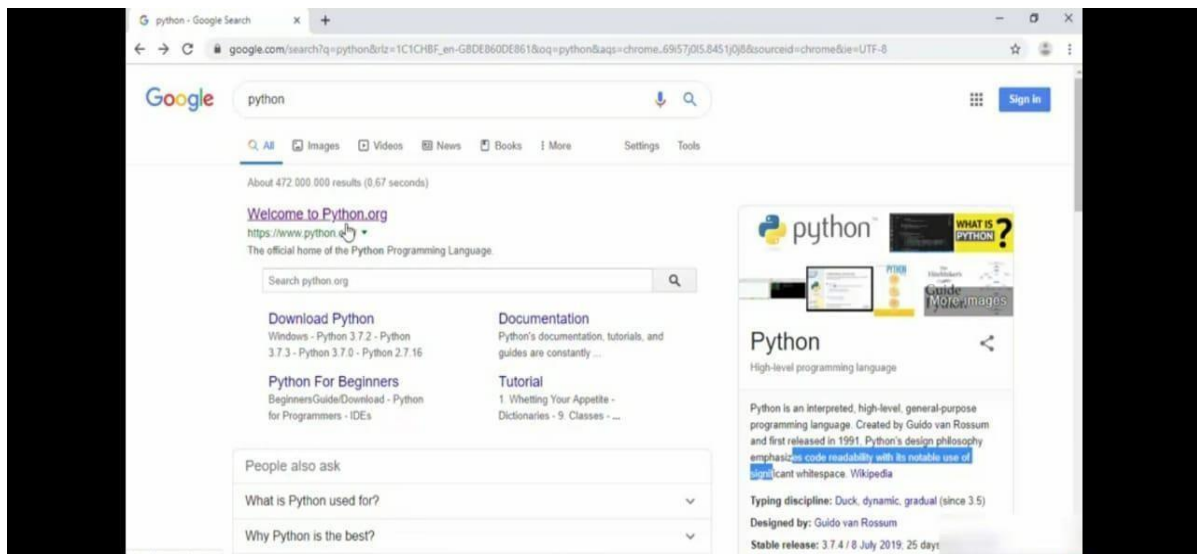 python - Google Search
google.com/search?q=python&rlz=1C1CHBF_en-GBDE860DE861&oq=python&aqs=chrome..69i57j0l5.8451j0j8&sourceid=chrome&ie=UTF-8
Google
python
Sign in
All Images Videos News Books More Settings Tools
About 472.000.000 results (0,67 seconds)
Welcome to Python.org
https://www.python.
The official home of the Python Programming Language.
Search python.org
Download Python
Windows - Python 3.7.2 - Python
3.7.3 - Python 3.7.0 - Python 2.7.16
Documentation
Python's documentation, tutorials, and
guides are constantly ...
Python For Beginners
BeginnersGuide/Download - Python
for Programmers - IDEs
Tutorial
1. Whetting Your Appetite -
Dictionaries - 9. Classes - ...
People also ask
What is Python used for?
Why Python is the best?
python
WHAT IS
PYTHON ?
PYTHON
Guide
More images
Python
High-level programming language
Python is an interpreted, high-level, general-purpose
programming language. Created by Guido van Rossum
and first released in 1991, Python's design philosophy
emphasizes code readability with its notable use of
significant whitespace. Wikipedia
Typing discipline: Duck, dynamic, gradual (since 3.5)
Designed by: Guido van Rossum
Stable release: 3.7.4 / 8 July 2019; 25 days